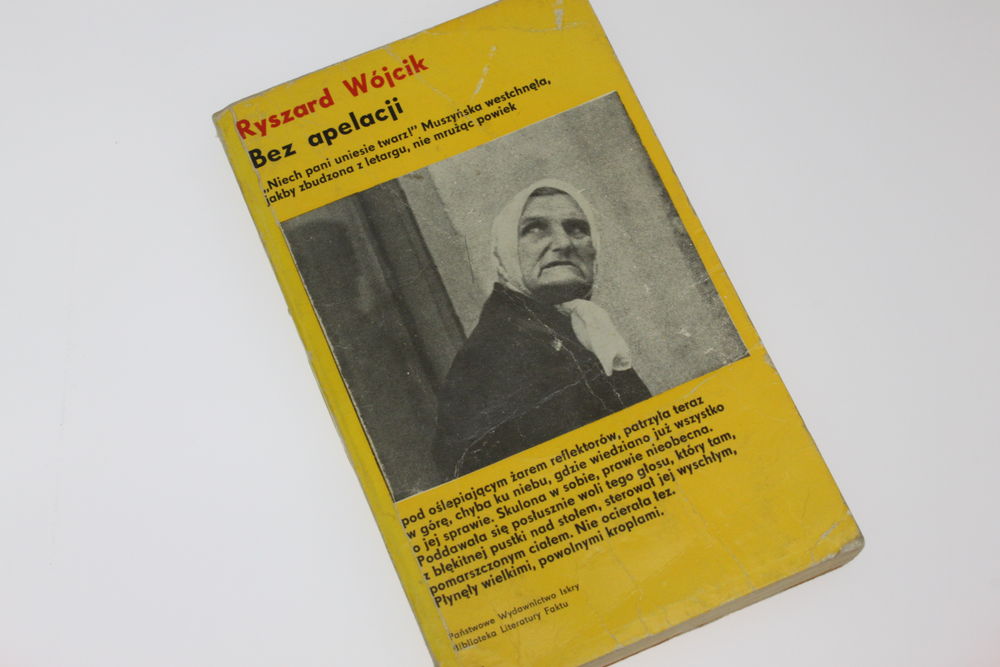 Ryszard Wójcik
Bez apelacji
„Niech pani uniesie twarz!” Muszyńska westchnęła,
jakby zbudzona z letargu, nie mrużąc powiek
pod oślepiającym żarem reflektorów, patrzyła teraz
w górę, chyba ku niebu, gdzie wiedziano już wszystko
o jej sprawie. Skulona w sobie, prawie nieobecna.
Poddawała się posłusznie woli tego głosu, który tam,
z błękitnej pustki nad stołem, sterował jej wyschłym,
pomarszczonym ciałem. Nie ocierała łez.
Płynęły wielkimi, powolnymi kroplami.
Państwowe Wydawnictwo Iskry
Biblioteka Literatury Faktu